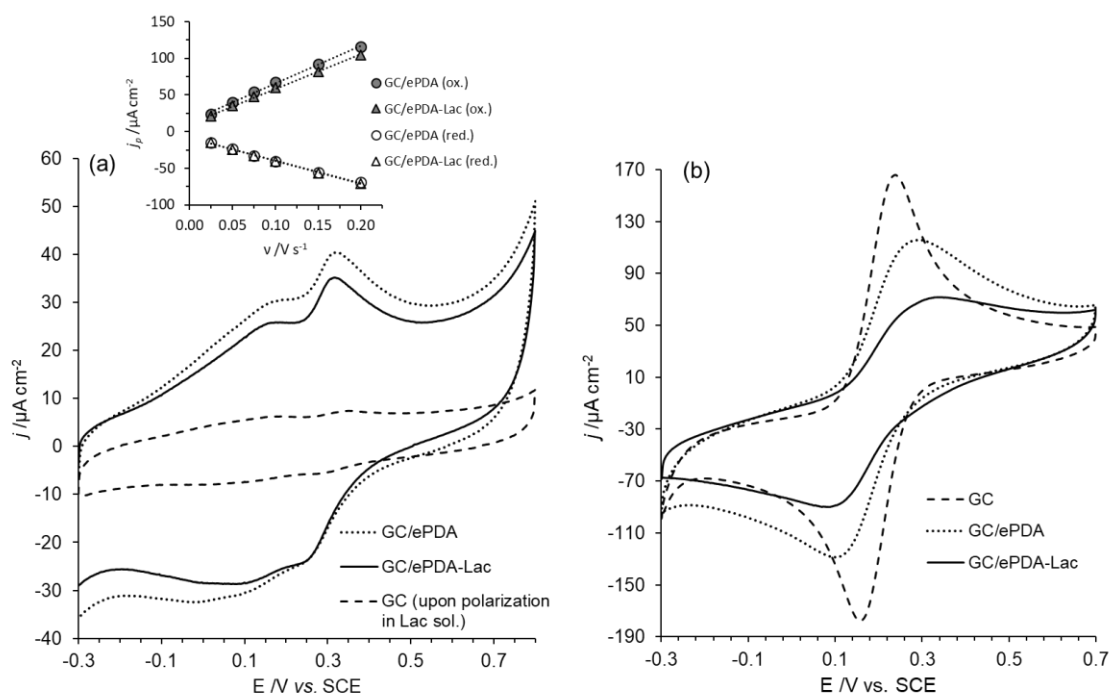 150
100
50
0
-50
-100
j_p /µA cm⁻²
0.00 0.05 0.10 0.15 0.20
ν /V s⁻¹
GC/ePDA (ox.)
GC/ePDA-Lac (ox.)
GC/ePDA (red.)
GC/ePDA-Lac (red.)
(a)
60
50
40
30
20
10
0
-10
-20
-30
-40
j /µA cm⁻²
GC/ePDA
GC/ePDA-Lac
GC (upon polarization
in Lac sol.)
-0.3 -0.1 0.1 0.3 0.5 0.7
E /V vs. SCE
(b)
170
130
90
50
10
-30
-70
-110
-150
-190
j /µA cm⁻²
GC
GC/ePDA
GC/ePDA-Lac
-0.3 -0.1 0.1 0.3 0.5 0.7
E /V vs. SCE